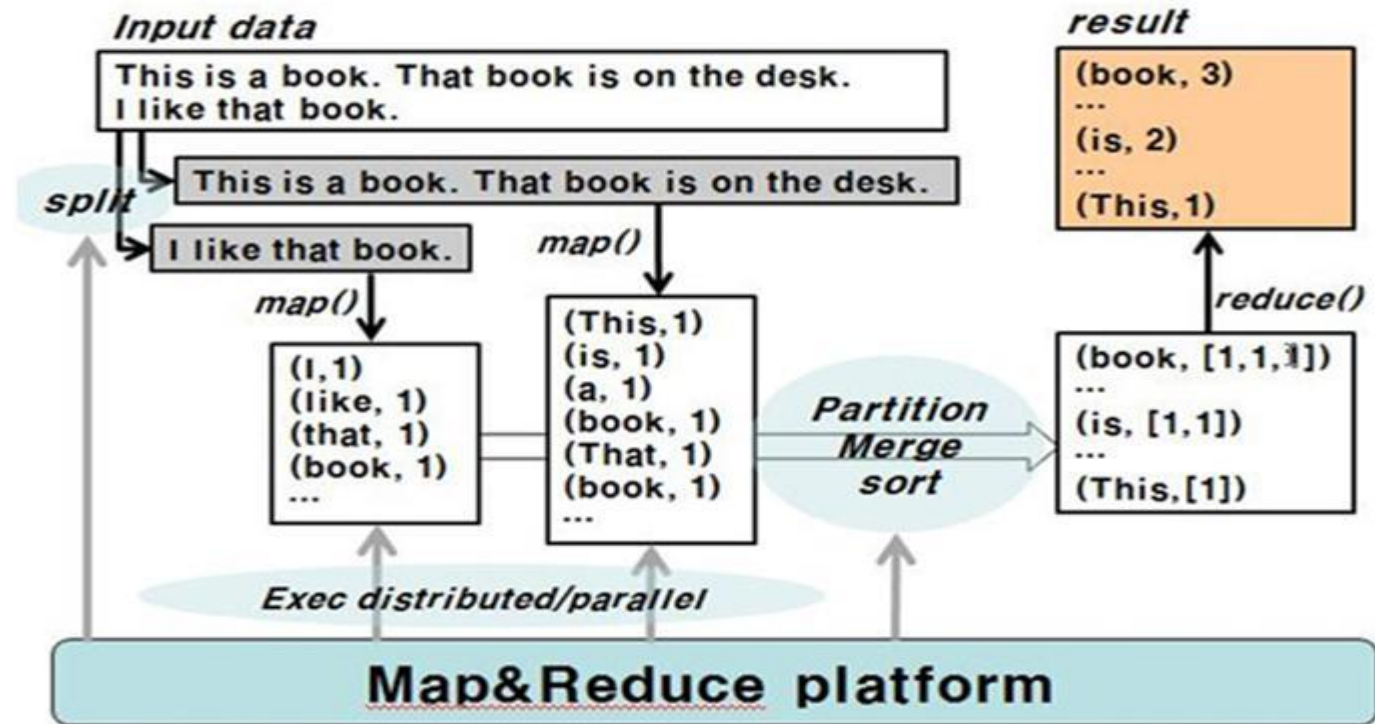 Input data
This is a book. That book is on the desk.
I like that book.
split
This is a book. That book is on the desk.
I like that book.
map()
map()
(I,1)
(like, 1)
(that, 1)
(book, 1)
...
(This,1)
(is, 1)
(a, 1)
(book, 1)
(That, 1)
(book, 1)
...
Exec distributed/parallel
Partition
Merge
sort
result
(book, 3)
...
(is, 2)
...
(This,1)
reduce()
(book, [1,1,1])
...
(is, [1,1])
...
(This,[1])
Map&Reduce platform